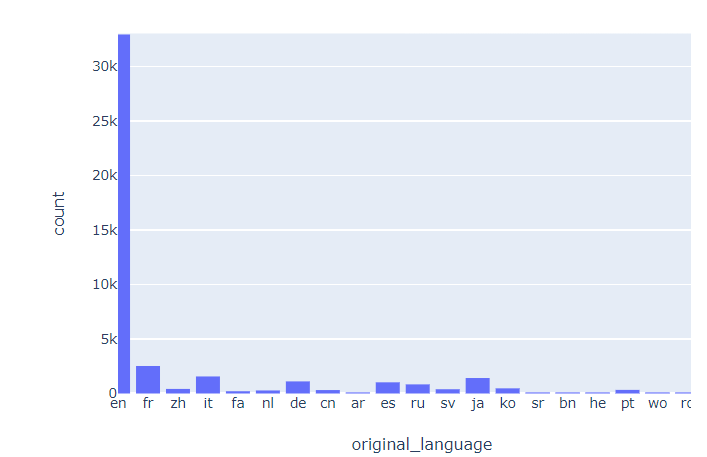 count
30k
25k
20k
15k
10k
5k
0
en fr zh it fa nl de cn ar es ru sv ja ko sr bn he pt wo
original_language